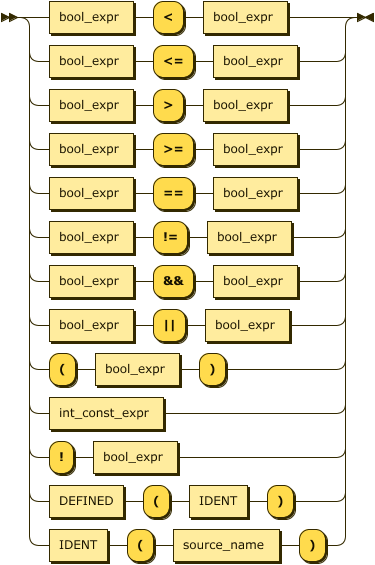 bool_expr < bool_expr
bool_expr <= bool_expr
bool_expr > bool_expr
bool_expr >= bool_expr
bool_expr == bool_expr
bool_expr != bool_expr
bool_expr && bool_expr
bool_expr || bool_expr
( bool_expr )
int_const_expr
! bool_expr
DEFINED ( IDENT )
IDENT ( source_name )